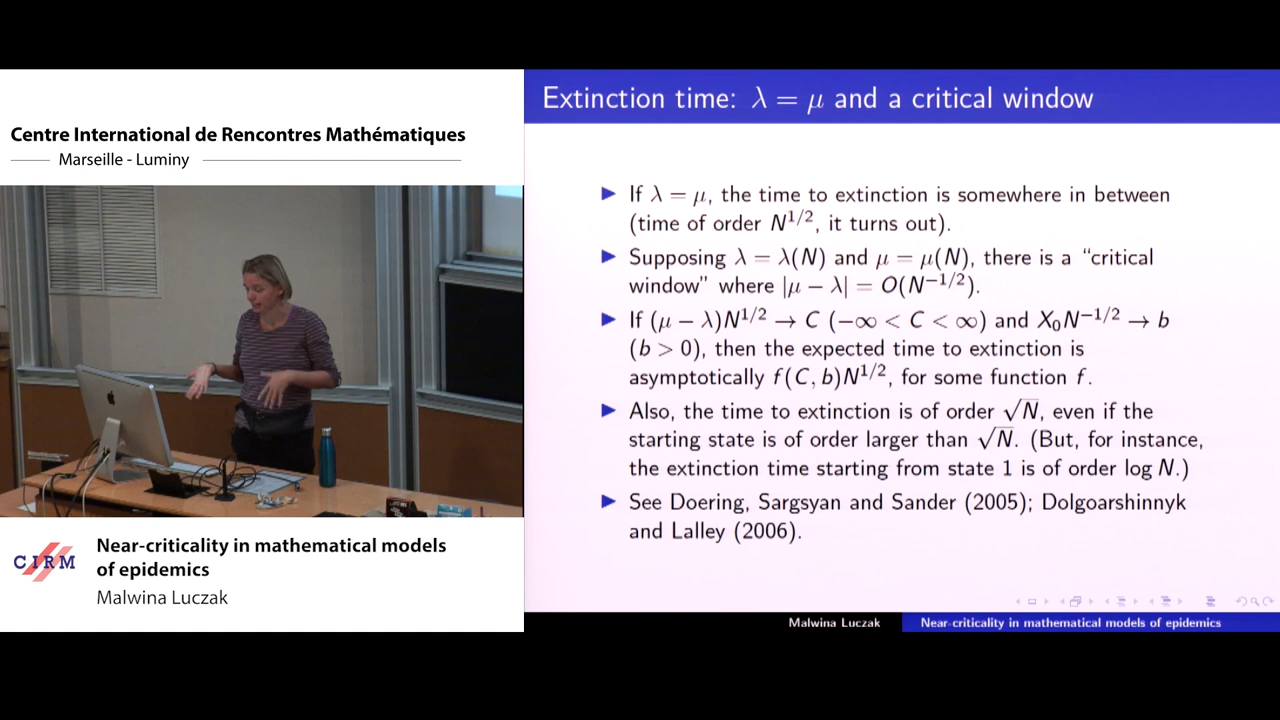 Centre International de Rencontres Mathématiques
Marseille - Luminy
CIRM
Near-criticality in mathematical models
of epidemics
Malwina Luczak
Extinction time: λ = μ and a critical window
▶ If λ = μ, the time to extinction is somewhere in between
(time of order N^{1/2}, it turns out).
▶ Supposing λ = λ(N) and μ = μ(N), there is a “critical
window” where |μ − λ| = O(N^{−1/2}).
▶ If (μ − λ)N^{1/2} → C (−∞ < C < ∞) and X₀N^{−1/2} → b
(b > 0), then the expected time to extinction is
asymptotically f(C, b)N^{1/2}, for some function f.
▶ Also, the time to extinction is of order √N, even if the
starting state is of order larger than √N. (But, for instance,
the extinction time starting from state 1 is of order log N.)
▶ See Doering, Sargsyan and Sander (2005); Dolgoarshinnyk
and Lalley (2006).
Malwina Luczak
Near-criticality in mathematical models of epidemics